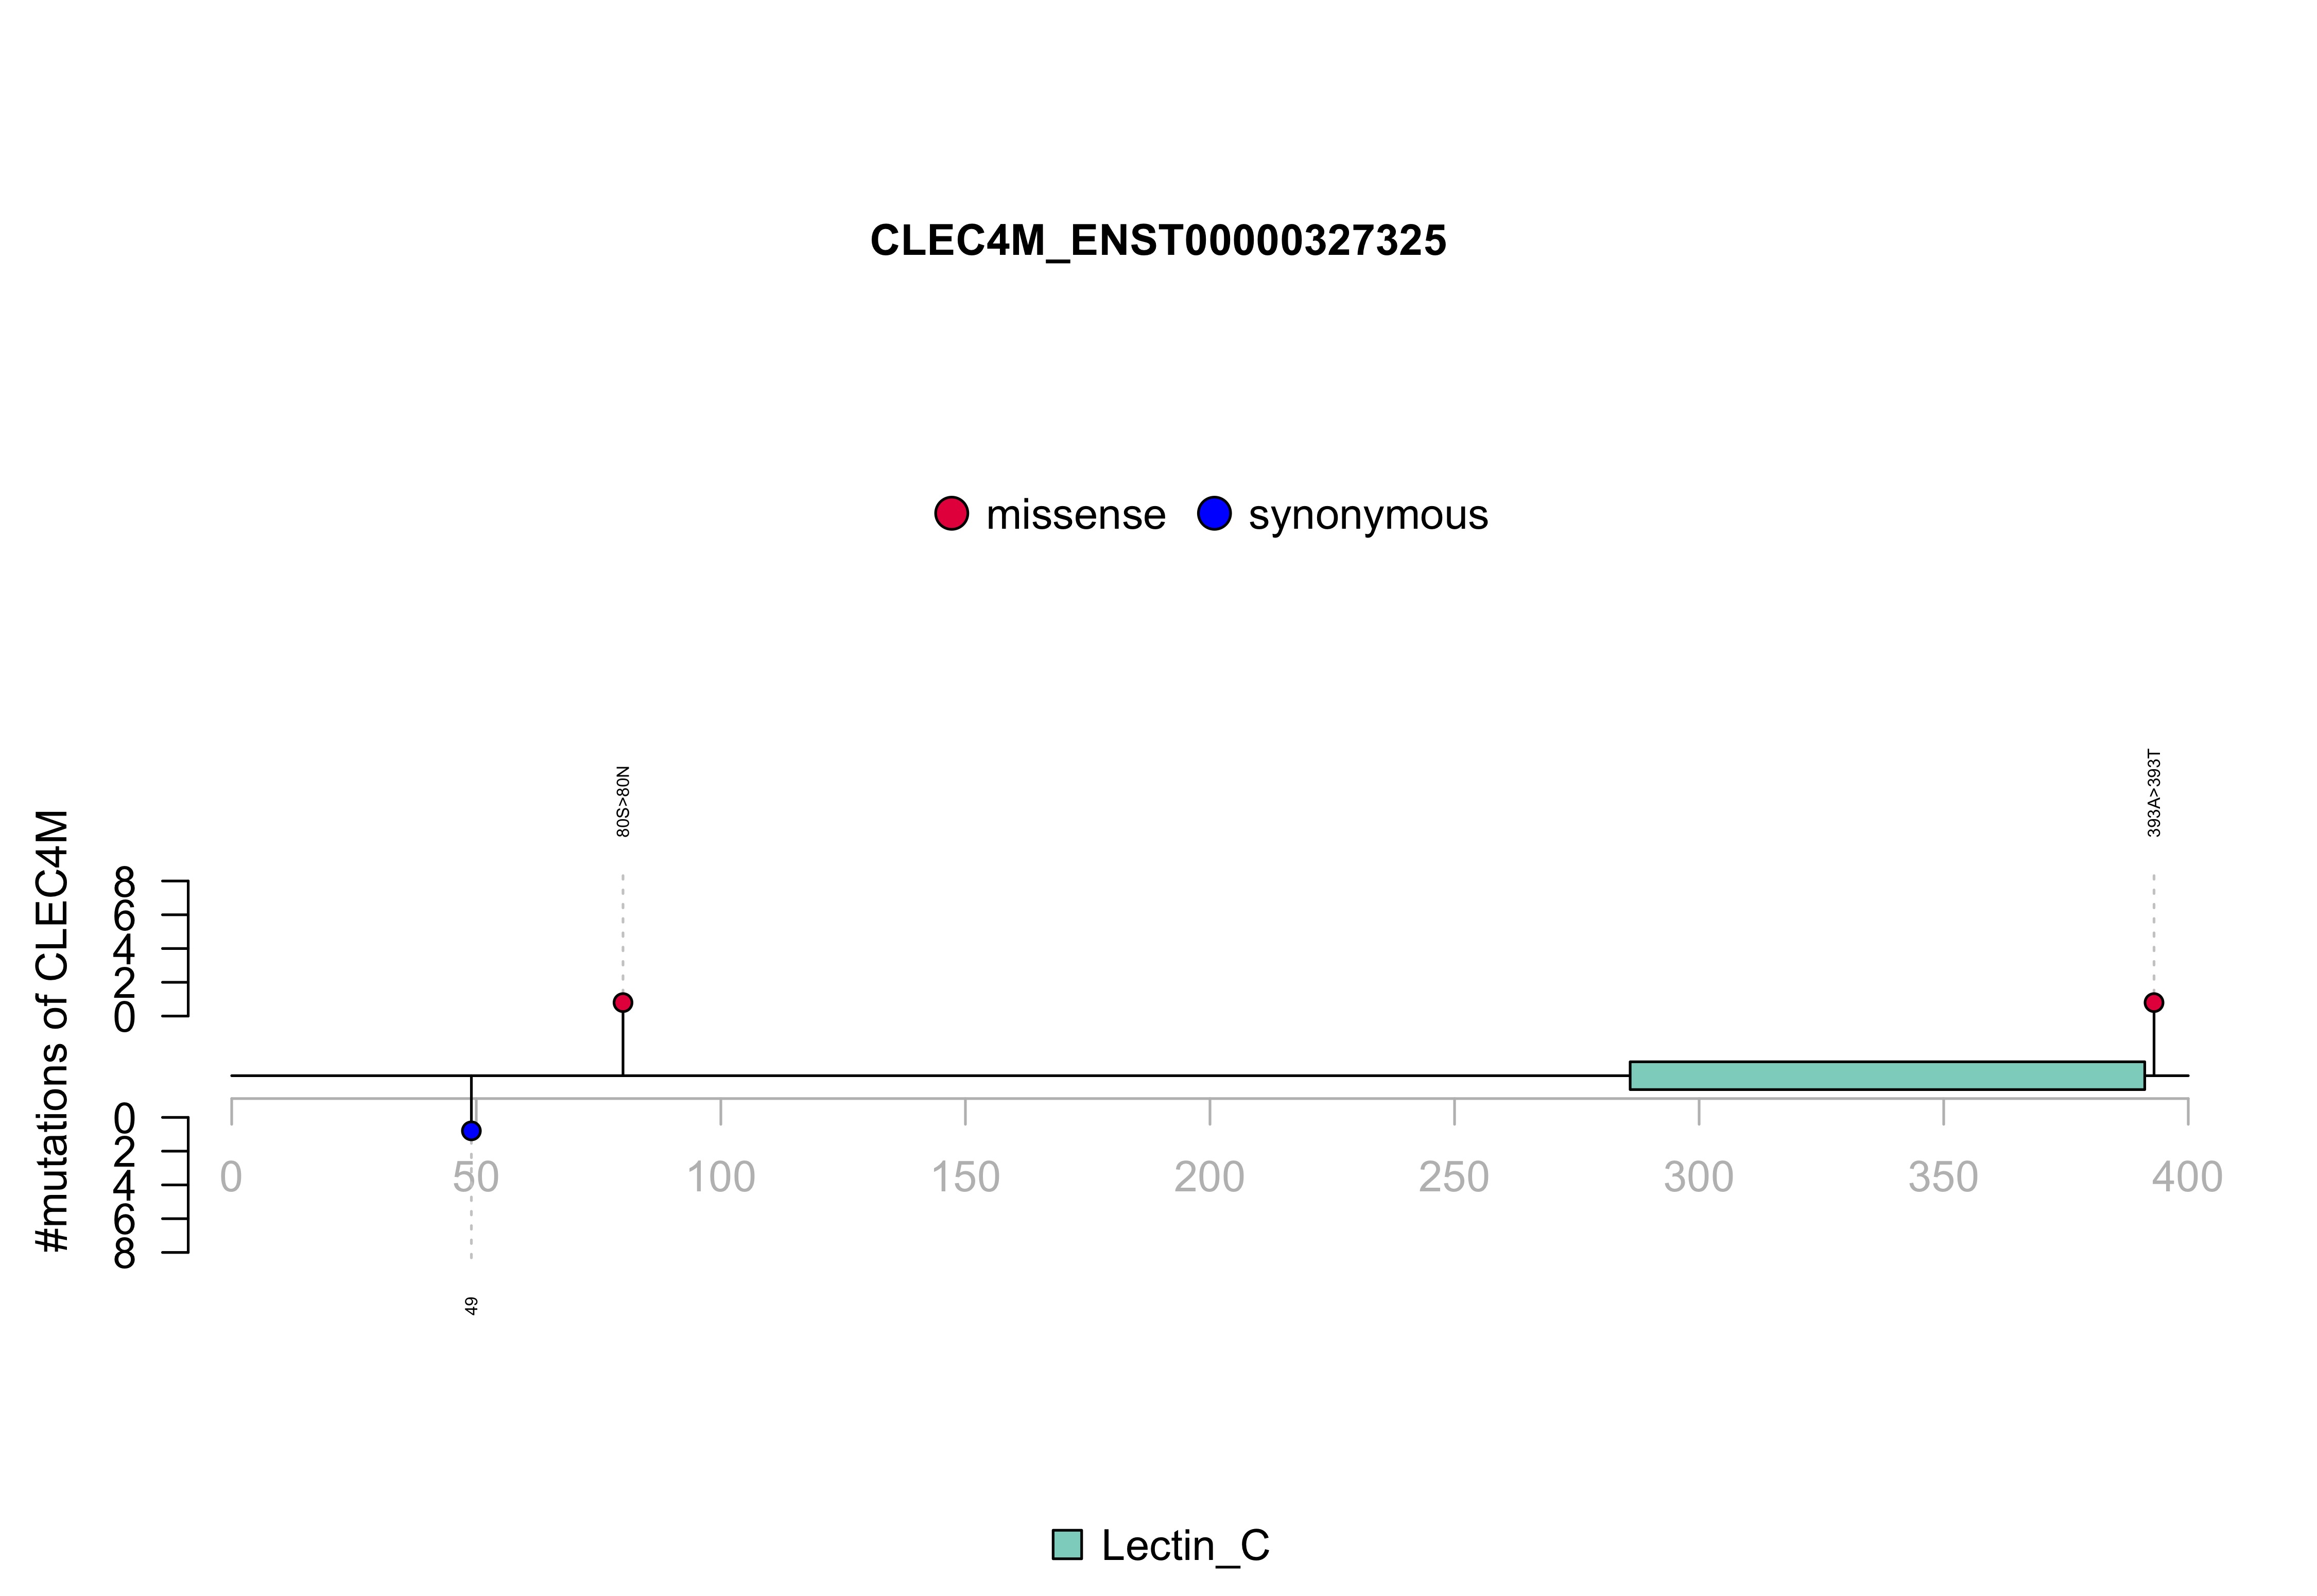 CLEC4M_ENST00000327325
missense synonymous
80S>80N
393A>393T
#mutations of CLEC4M
8
6
4
2
0
0
2
4
6
8
0 50 100 150 200 250 300 350 400
49
Lectin_C